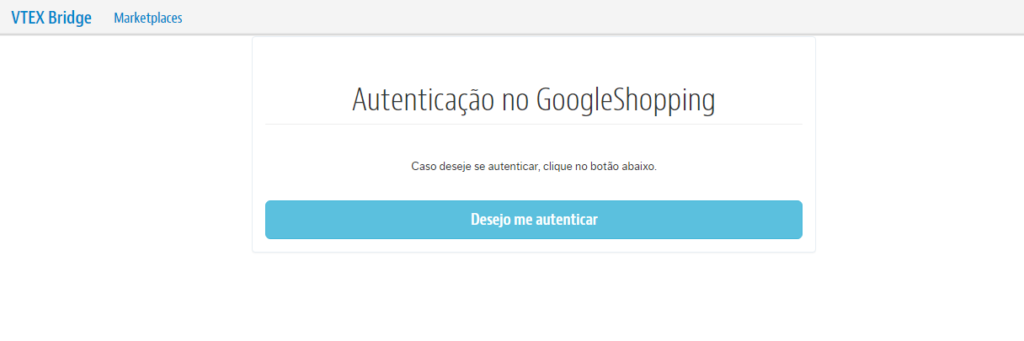 VTEX Bridge Marketplaces
Autenticação no GoogleShopping
Caso deseje se autenticar, clique no botão abaixo.
Desejo me autenticar